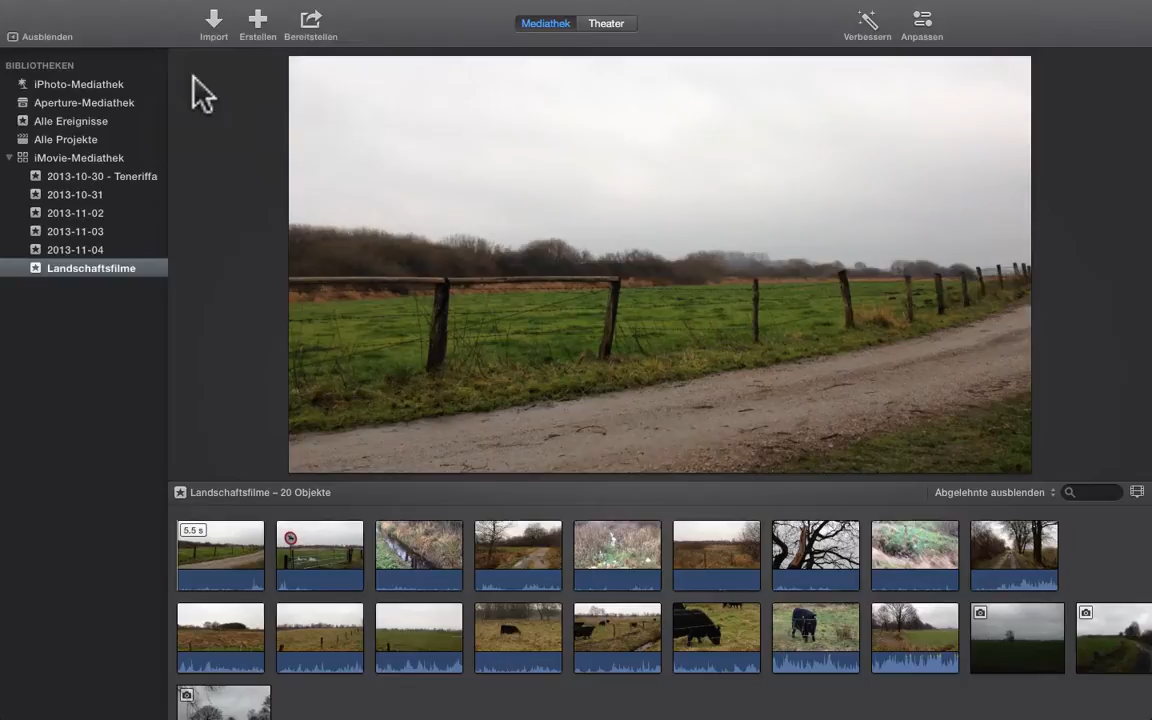 Ausblenden
Import
Erstellen
Bereitstellen
Mediathek
Theater
Verbessern
Anpassen
BIBLIOTHEKEN
iPhoto-Mediathek
Aperture-Mediathek
Alle Ereignisse
Alle Projekte
iMovie-Mediathek
2013-10-30 - Teneriffa
2013-10-31
2013-11-02
2013-11-03
2013-11-04
Landschaftsfilme
Landschaftsfilme – 20 Objekte
Abgelehnte ausblenden
5.5 s